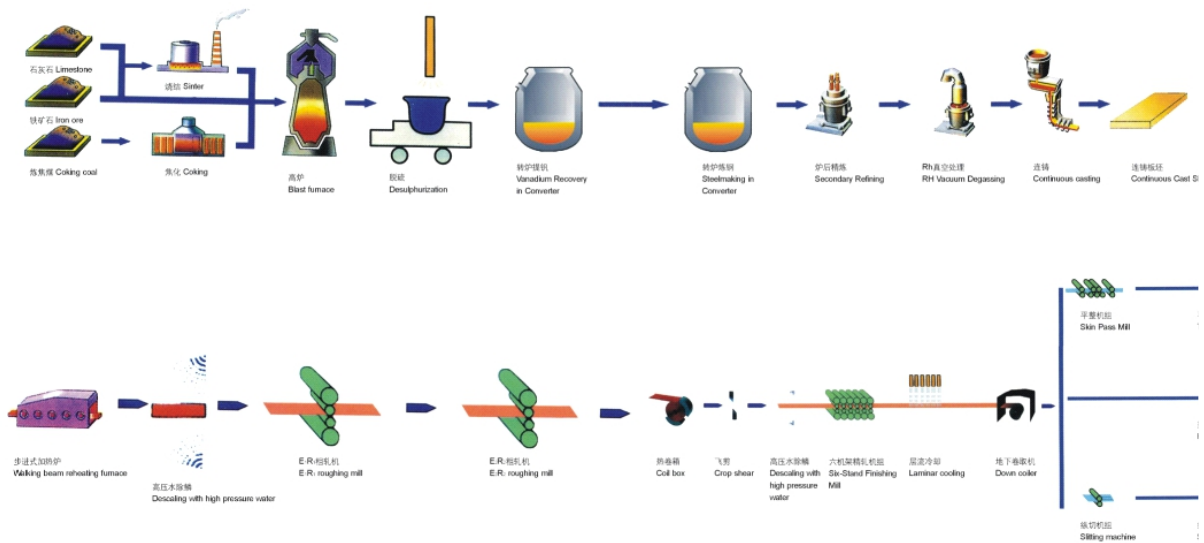 石炭石 Limestone
烧结 Sinter
铁矿石 Iron ore
炼焦煤 Coking coal
焦化 Coking
高炉
Blast furnace
脱硫
Desulphurization
转炉提钒
Vanadium Recovery
in Converter
转炉炼钢
Steelmaking in
Converter
炉后精炼
Secondary Refining
Rh真空处理
RH Vacuum Degassing
连铸
Continuous casting
连铸板坯
Continuous Cast S
平整机组
Skin Pass Mill
步进式加热炉
Walking beam reheating furnace
高压水除鳞
Descaling with high pressure water
E·R₁粗轧机
E·R₁ roughing mill
E·R₂粗轧机
E·R₂ roughing mill
热卷箱
Coil box
飞剪
Crop shear
高压水除鳞
Descaling with
high pressure
water
六机架精轧机组
Six-Stand Finishing
Mill
层流冷却
Laminar cooling
地下卷取机
Down coiler
纵切机组
Slitting machine